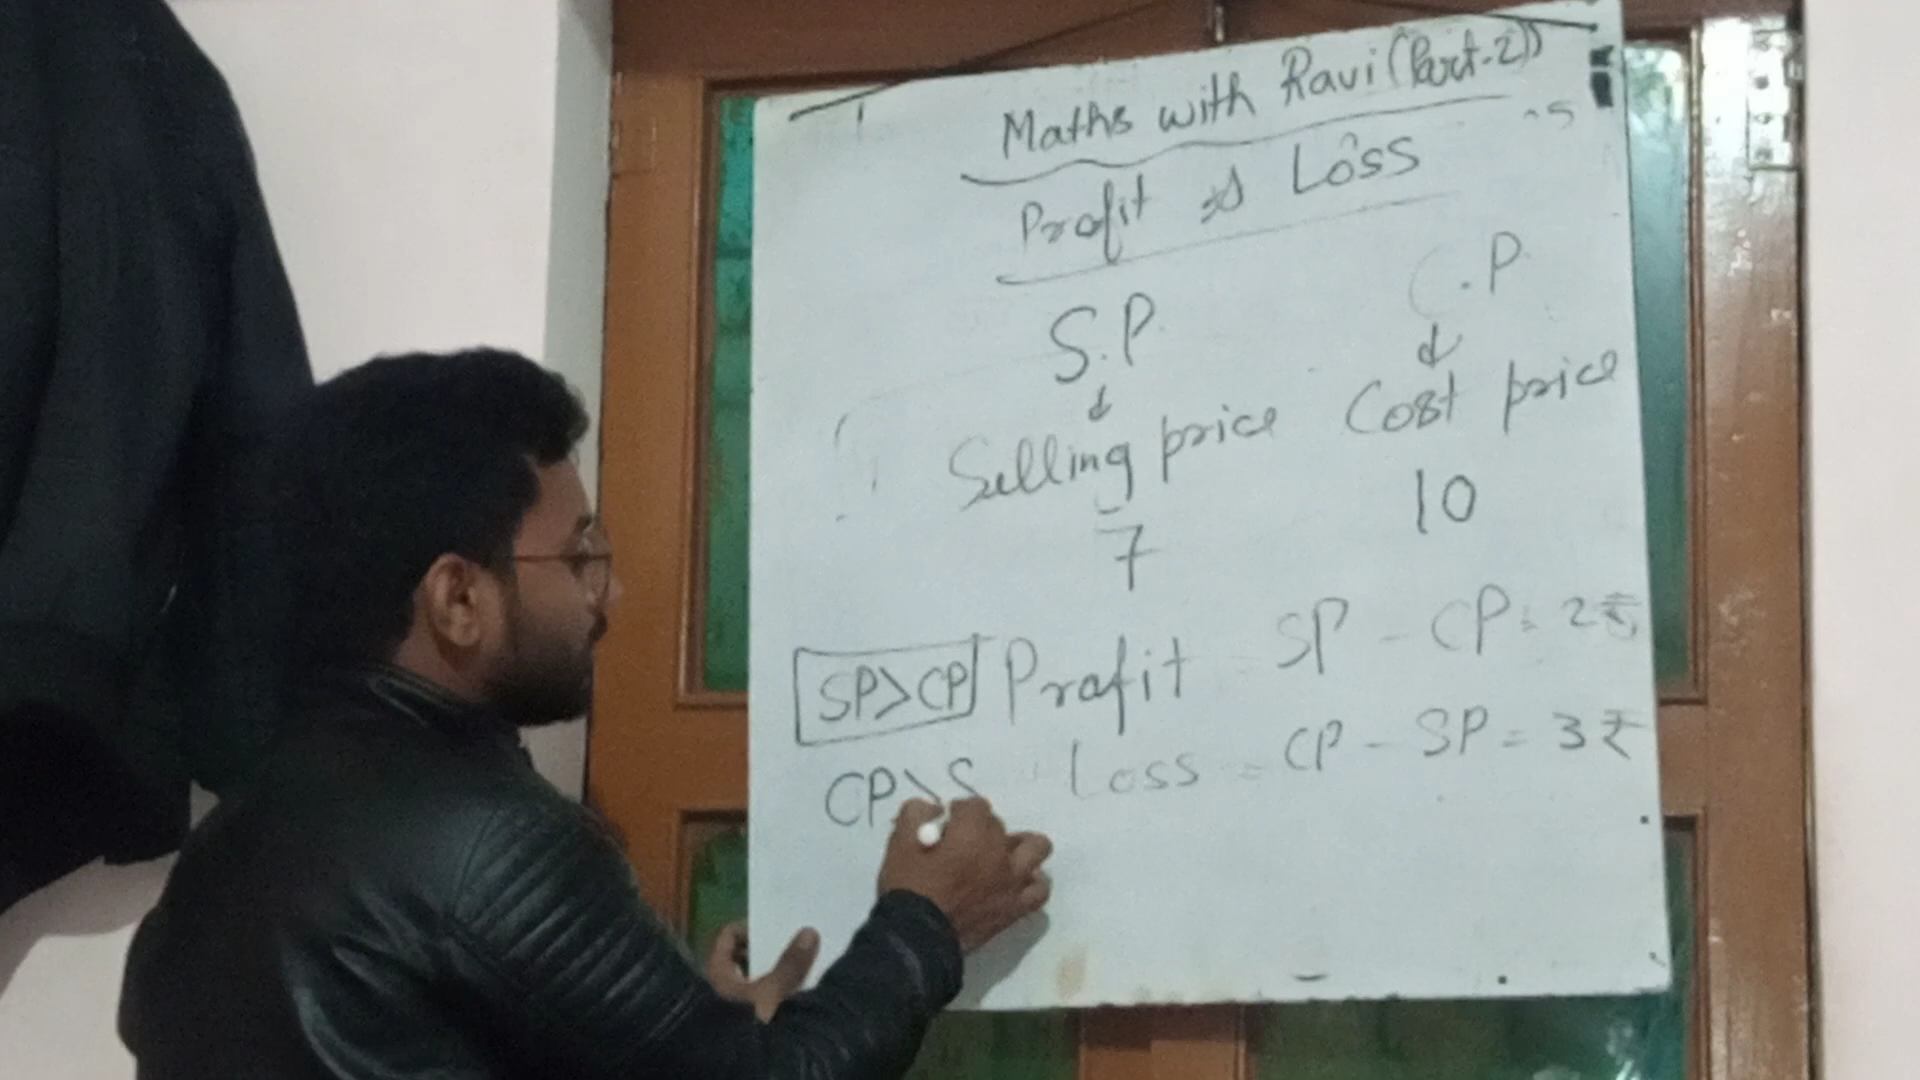 Maths with Ravi (Part-2)
Profit & Loss
S.P. C.P.
Selling price Cost price
7 10
SP>CP Profit = SP - CP = 2₹
CP>S Loss = CP - SP = 3₹